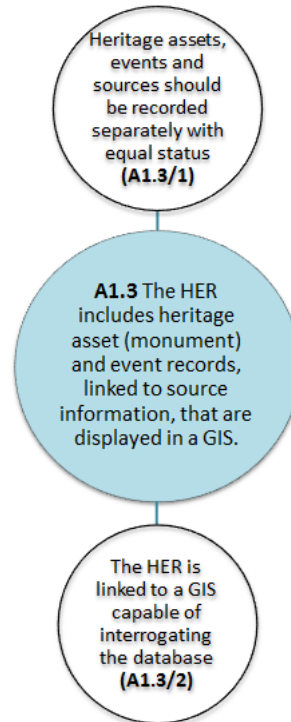 Heritage assets,
events and
sources should
be recorded
separately with
equal status
(A1.3/1)
A1.3 The HER
includes heritage
asset (monument)
and event records,
linked to source
information, that are
displayed in a GIS.
The HER is
linked to a GIS
capable of
interrogating
the database
(A1.3/2)